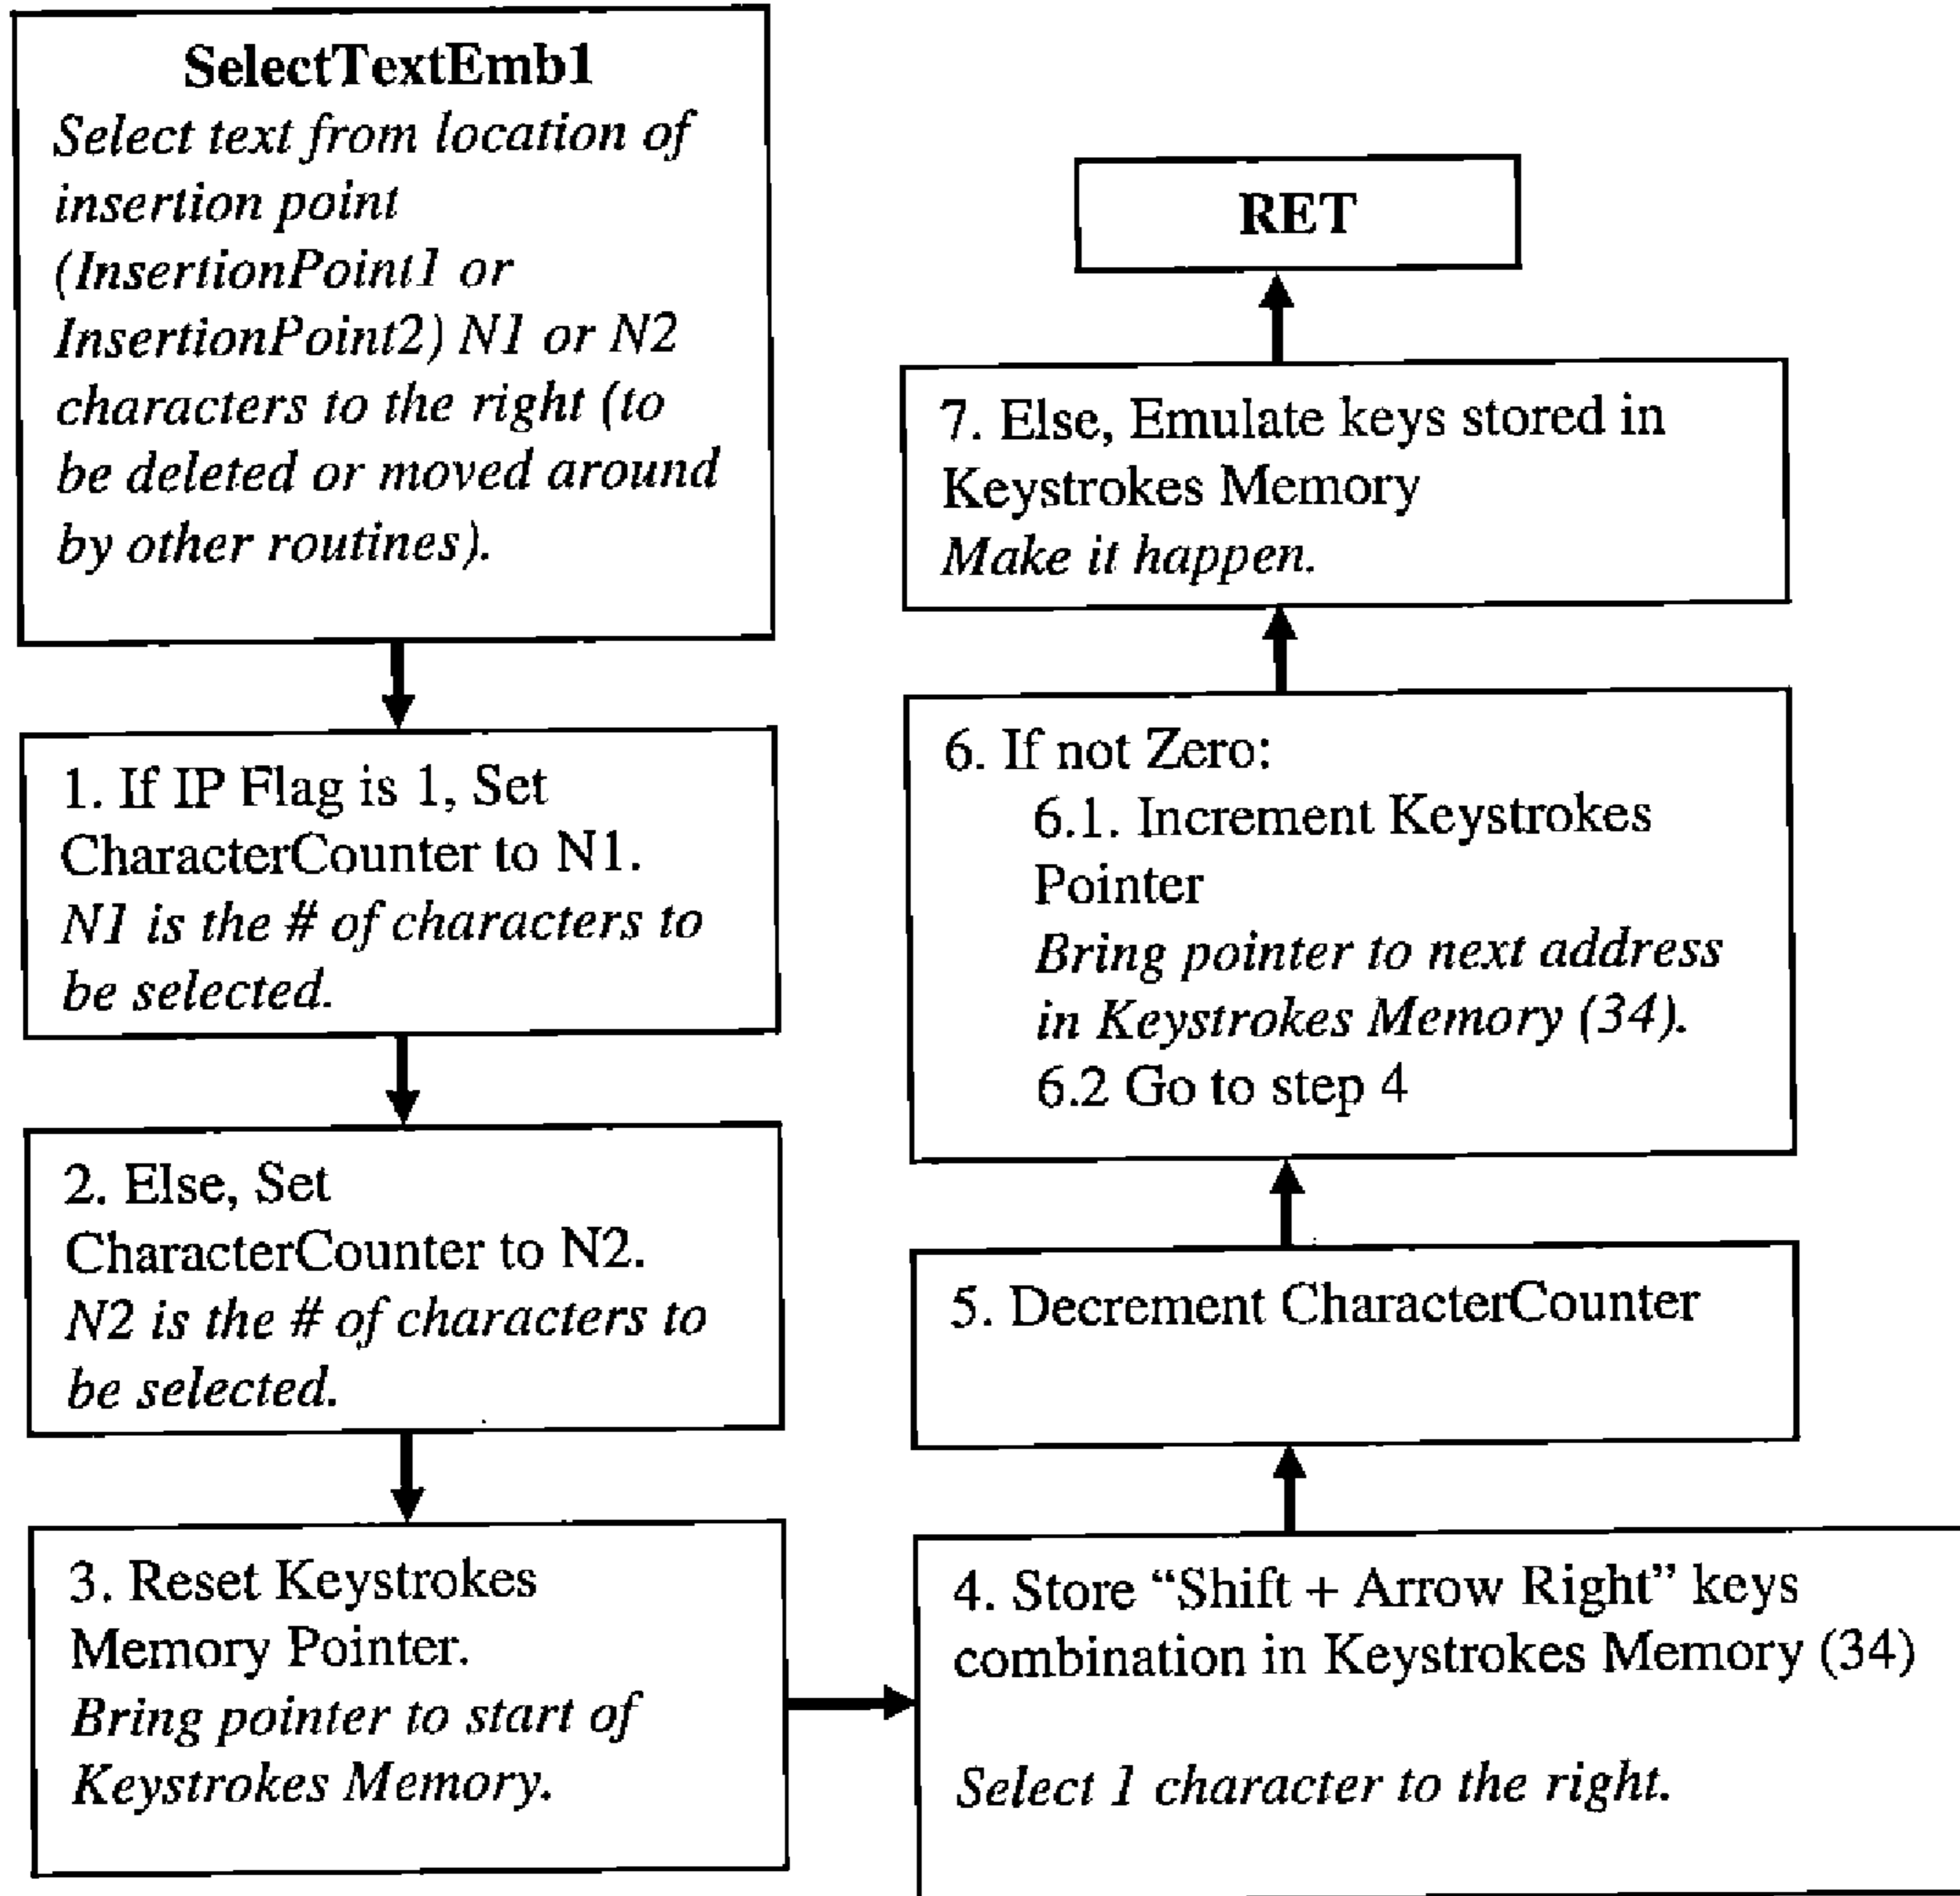 SelectTextEmb1
Select text from location of
insertion point
(InsertionPoint1 or
InsertionPoint2) N1 or N2
characters to the right (to
be deleted or moved around
by other routines).
1. If IP Flag is 1, Set
CharacterCounter to N1.
N1 is the # of characters to
be selected.
2. Else, Set
CharacterCounter to N2.
N2 is the # of characters to
be selected.
3. Reset Keystrokes
Memory Pointer.
Bring pointer to start of
Keystrokes Memory.
4. Store “Shift + Arrow Right” keys
combination in Keystrokes Memory (34)
Select 1 character to the right.
5. Decrement CharacterCounter
6. If not Zero:
6.1. Increment Keystrokes
Pointer
Bring pointer to next address
in Keystrokes Memory (34).
6.2 Go to step 4
7. Else, Emulate keys stored in
Keystrokes Memory
Make it happen.
RET